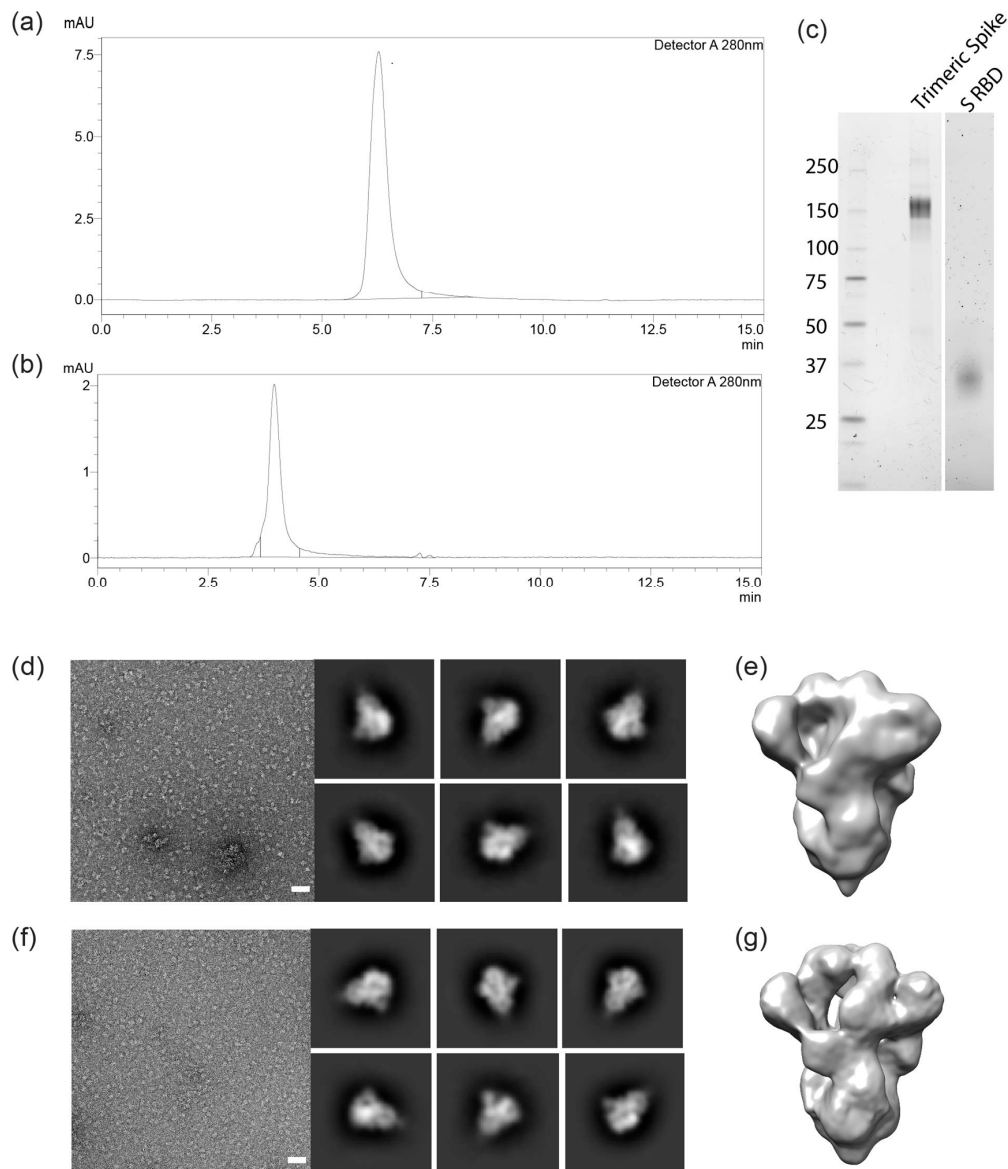 (a)
mAU
Detector A 280nm
7.5
5.0
2.5
0.0
0.0 2.5 5.0 7.5 10.0 12.5 15.0
min
(b)
mAU
Detector A 280nm
2
1
0
0.0 2.5 5.0 7.5 10.0 12.5 15.0
min
(c)
Trimeric Spike
S RBD
250
150
100
75
50
37
25
(d)
(e)
(f)
(g)